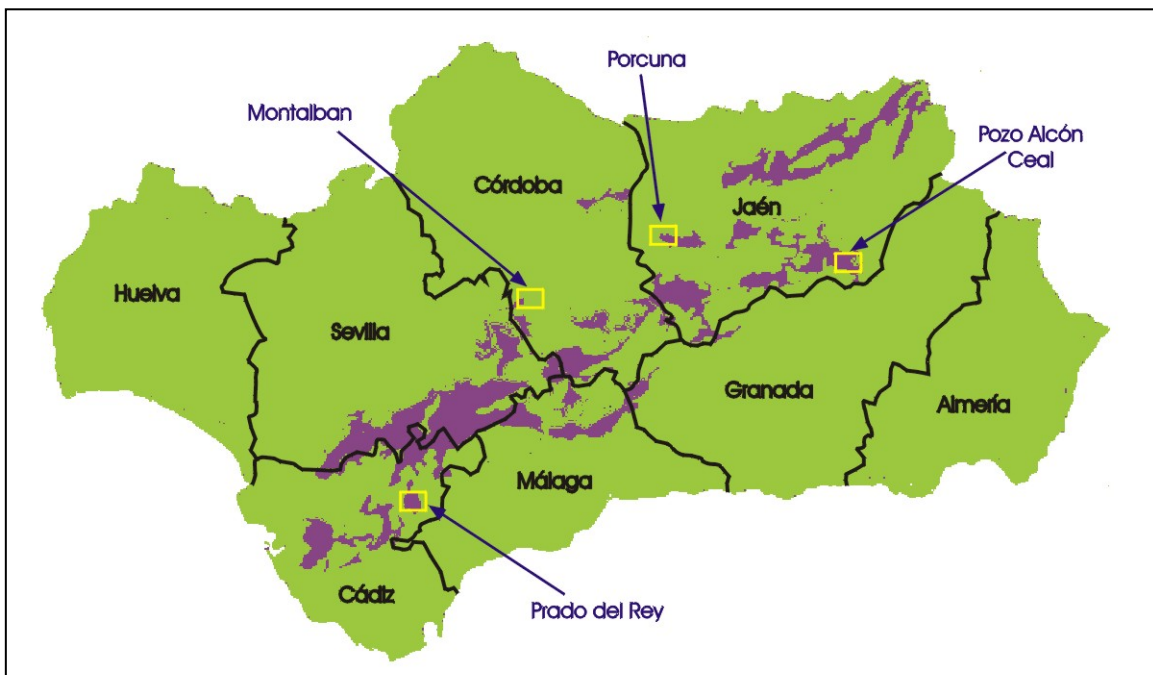 Porcuna
Montalban
Pozo Alcón
Ceal
Córdoba
Jaén
Huelva
Sevilla
Granada
Almería
Málaga
Cádiz
Prado del Rey